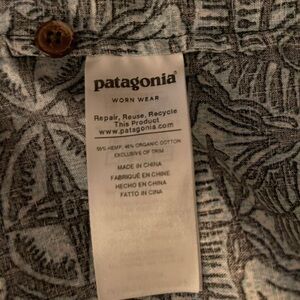 patagonia®
WORN WEAR
Repair, Reuse, Recycle
This Product
www.patagonia.com
55% HEMP, 45% ORGANIC COTTON
EXCLUSIVE OF TRIM
MADE IN CHINA
FABRIQUÉ EN CHINE
HECHO EN CHINA
FATTO IN CINA